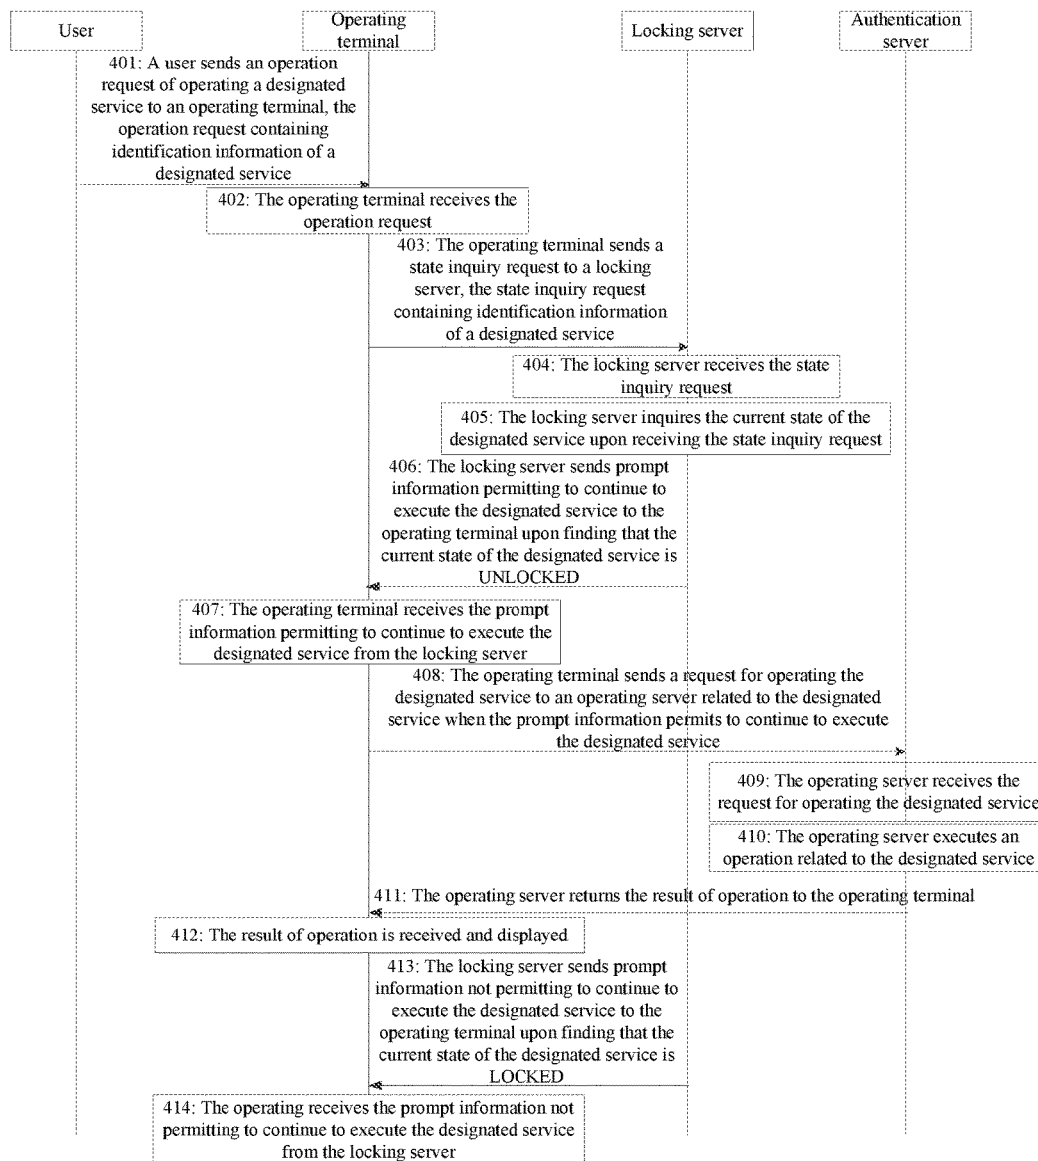 User
Operating
terminal
Locking server
Authentication
server
401: A user sends an operation
request of operating a designated
service to an operating terminal, the
operation request containing
identification information of a
designated service
402: The operating terminal receives the
operation request
403: The operating terminal sends a
state inquiry request to a locking
server, the state inquiry request
containing identification information
of a designated service
404: The locking server receives the state
inquiry request
405: The locking server inquires the current state of the
designated service upon receiving the state inquiry request
406: The locking server sends prompt
information permitting to continue to
execute the designated service to the
operating terminal upon finding that the
current state of the designated service is
UNLOCKED
407: The operating terminal receives the prompt
information permitting to continue to execute the
designated service from the locking server
408: The operating terminal sends a request for operating the
designated service to an operating server related to the designated
service when the prompt information permits to continue to execute
the designated service
409: The operating server receives the
request for operating the designated service
410: The operating server executes an
operation related to the designated service
411: The operating server returns the result of operation to the operating terminal
412: The result of operation is received and displayed
413: The locking server sends prompt
information not permitting to continue to
execute the designated service to the
operating terminal upon finding that the
current state of the designated service is
LOCKED
414: The operating receives the prompt information not
permitting to continue to execute the designated service
from the locking server